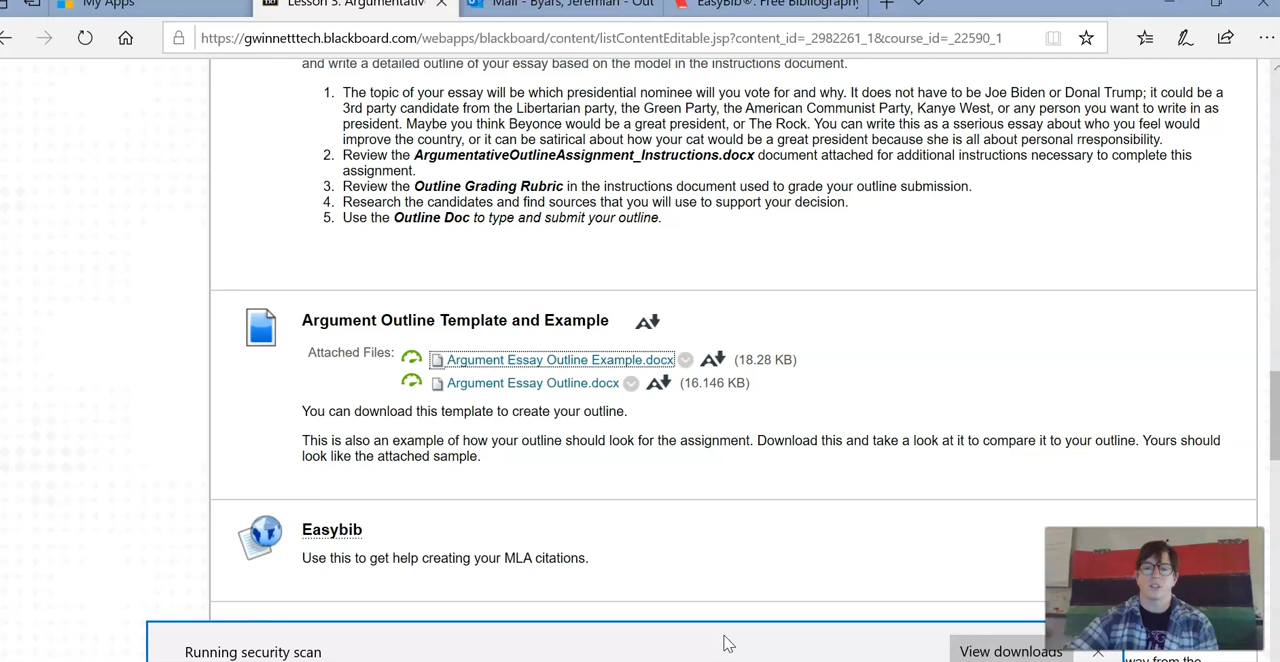 My Apps
Lesson 3: Argumentativ
Mail - Byars, Jeremiah - Out
EasyBib®: Free Bibliography
https://gwinnetttech.blackboard.com/webapps/blackboard/content/listContentEditable.jsp?content_id=_2982261_1&course_id=_22590_1
and write a detailed outline of your essay based on the model in the instructions document.
1. The topic of your essay will be which presidential nominee will you vote for and why. It does not have to be Joe Biden or Donal Trump; it could be a
3rd party candidate from the Libertarian party, the Green Party, the American Communist Party, Kanye West, or any person you want to write in as
president. Maybe you think Beyonce would be a great president, or The Rock. You can write this as a sserious essay about who you feel would
improve the country, or it can be satirical about how your cat would be a great president because she is all about personal rresponsibility.
2. Review the ArgumentativeOutlineAssignment_Instructions.docx document attached for additional instructions necessary to complete this
assignment.
3. Review the Outline Grading Rubric in the instructions document used to grade your outline submission.
4. Research the candidates and find sources that you will use to support your decision.
5. Use the Outline Doc to type and submit your outline.
Argument Outline Template and Example
Attached Files:
Argument Essay Outline Example.docx (18.28 KB)
Argument Essay Outline.docx (16.146 KB)
You can download this template to create your outline.
This is also an example of how your outline should look for the assignment. Download this and take a look at it to compare it to your outline. Yours should
look like the attached sample.
Easybib
Use this to get help creating your MLA citations.
Running security scan
View downloads
way from the